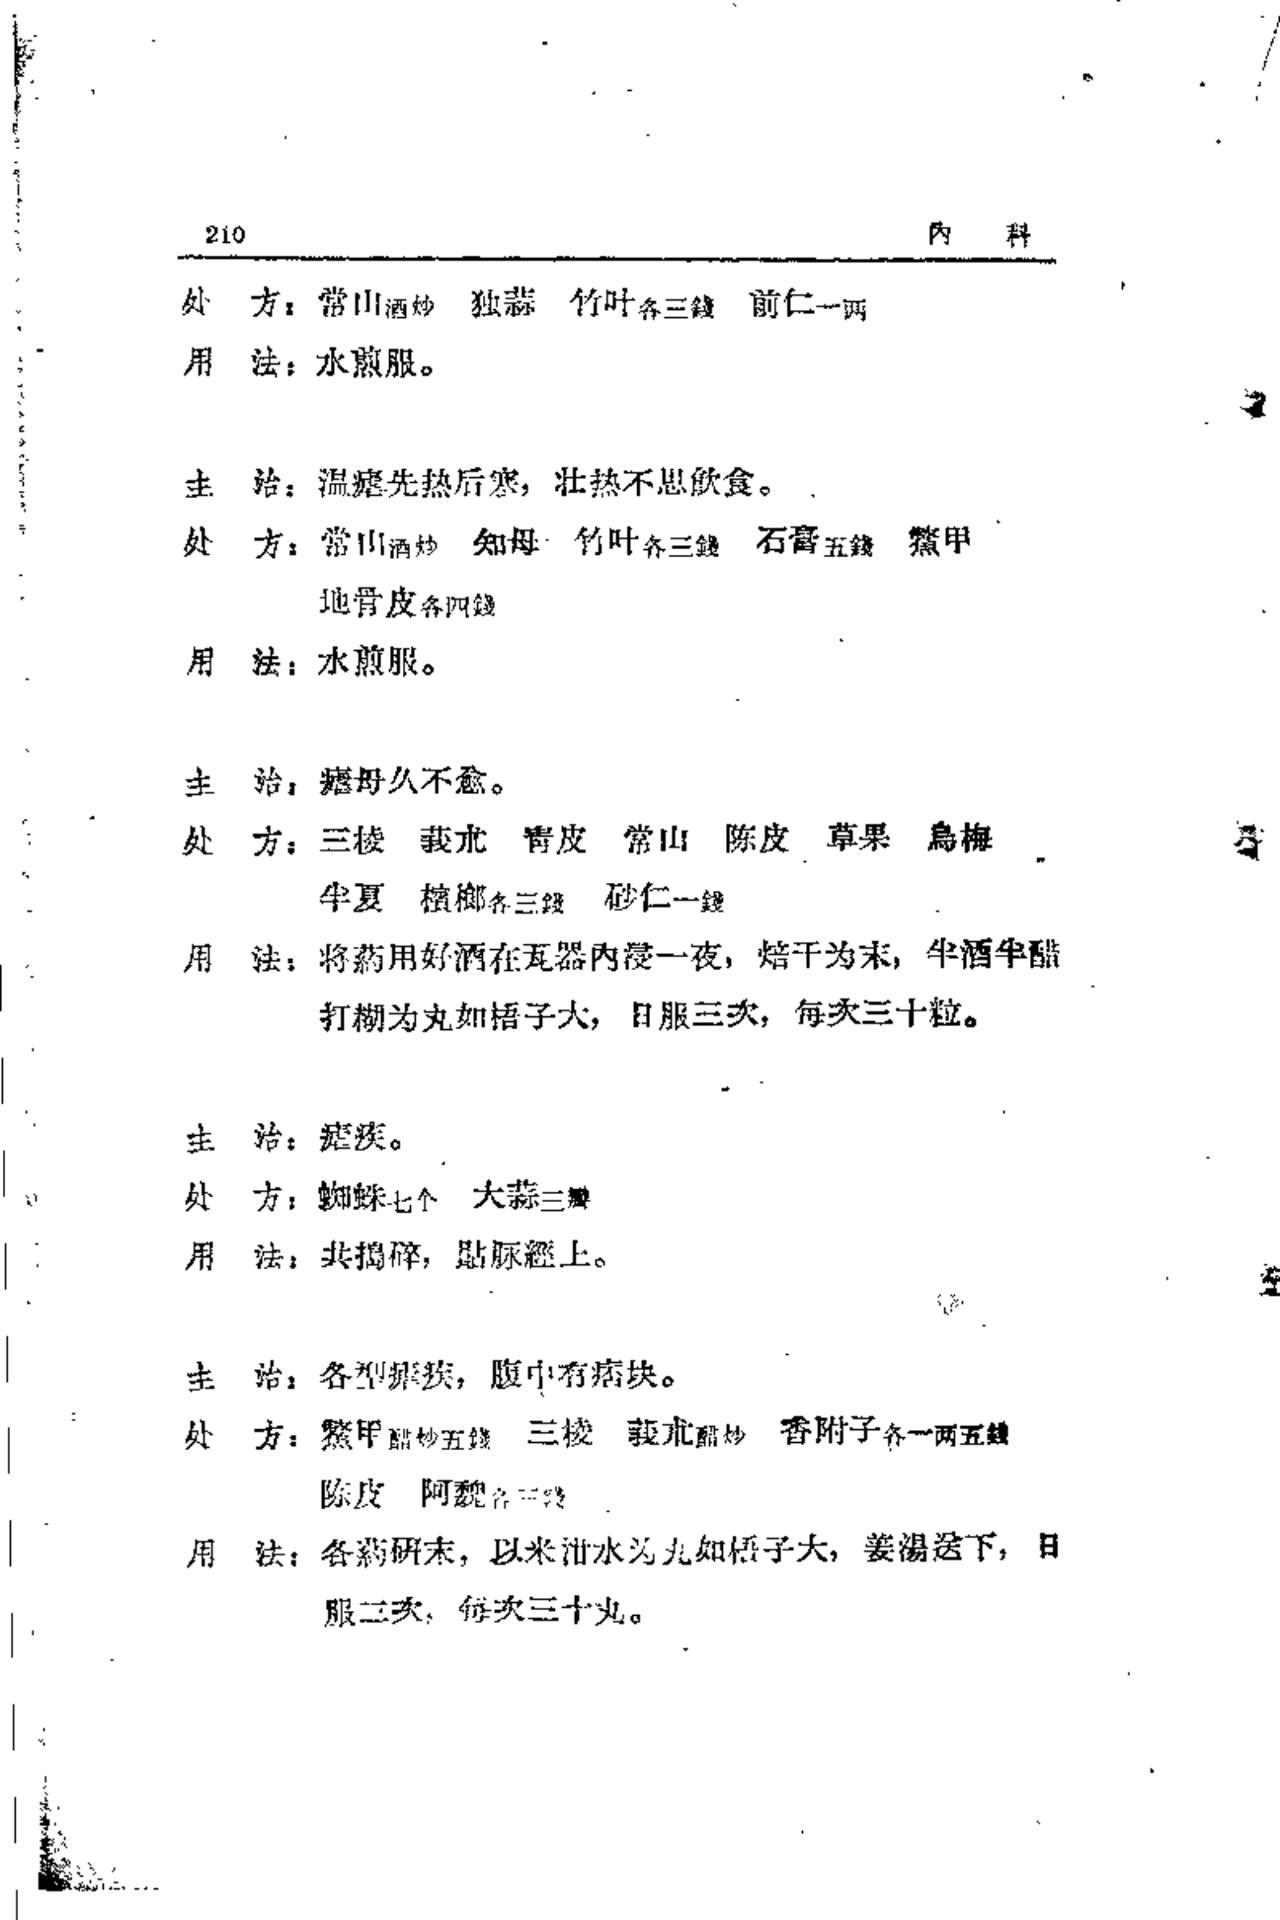 210 內 科
处 方：常山酒炒 独蒜 竹叶各三錢 前仁一两
用 法：水煎服。
主 治：温瘧先热后寒，壮热不思飲食。
处 方：常山酒炒 知母 竹叶各三錢 石膏五錢 鱉甲
地骨皮各四錢
用 法：水煎服。
主 治：瘧母久不愈。
处 方：三棱 莪朮 青皮 常山 陈皮 草果 烏梅
半夏 檳榔各三錢 砂仁一錢
用 法：将葯用好酒在瓦器內浸一夜，焙干为末，半酒半醋
打糊为丸如梧子大，日服三次，每次三十粒。
主 治：瘧疾。
处 方：蜘蛛七个 大蒜三瓣
用 法：共搗碎，貼脉經上。
主 治：各型瘧疾，腹中有痞块。
处 方：鱉甲醋炒五錢 三棱 莪朮醋炒 香附子各一两五錢
陈皮 阿魏各三錢
用 法：各葯研末，以米泔水为丸如梧子大，姜湯送下，日
服三次，每次三十丸。